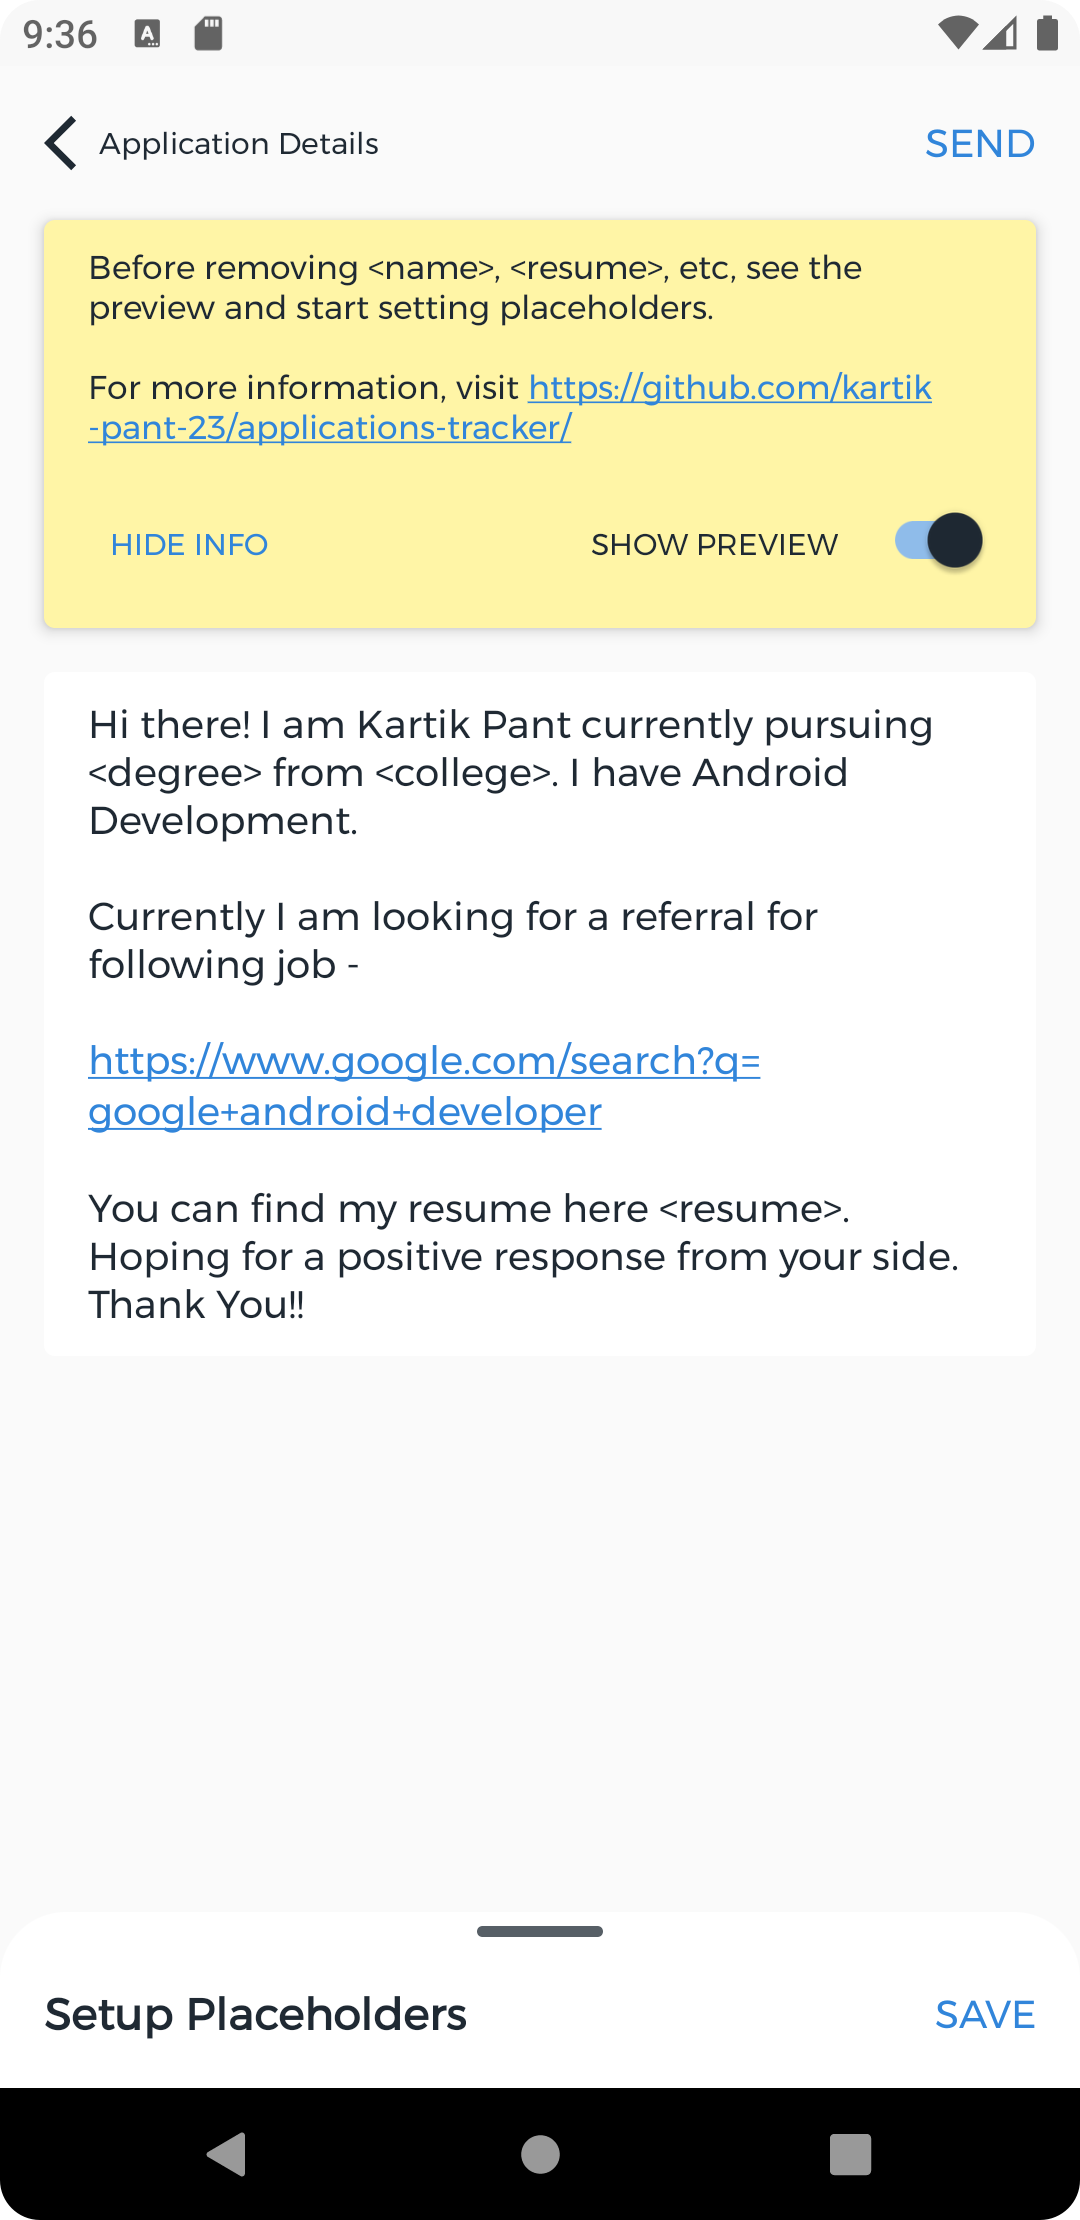 9:36
Application Details
SEND
Before removing <name>, <resume>, etc, see the
preview and start setting placeholders.
For more information, visit https://github.com/kartik
-pant-23/applications-tracker/
HIDE INFO
SHOW PREVIEW
Hi there! I am Kartik Pant currently pursuing
<degree> from <college>. I have Android
Development.
Currently I am looking for a referral for
following job -
https://www.google.com/search?q=
google+android+developer
You can find my resume here <resume>.
Hoping for a positive response from your side.
Thank You!!
Setup Placeholders
SAVE